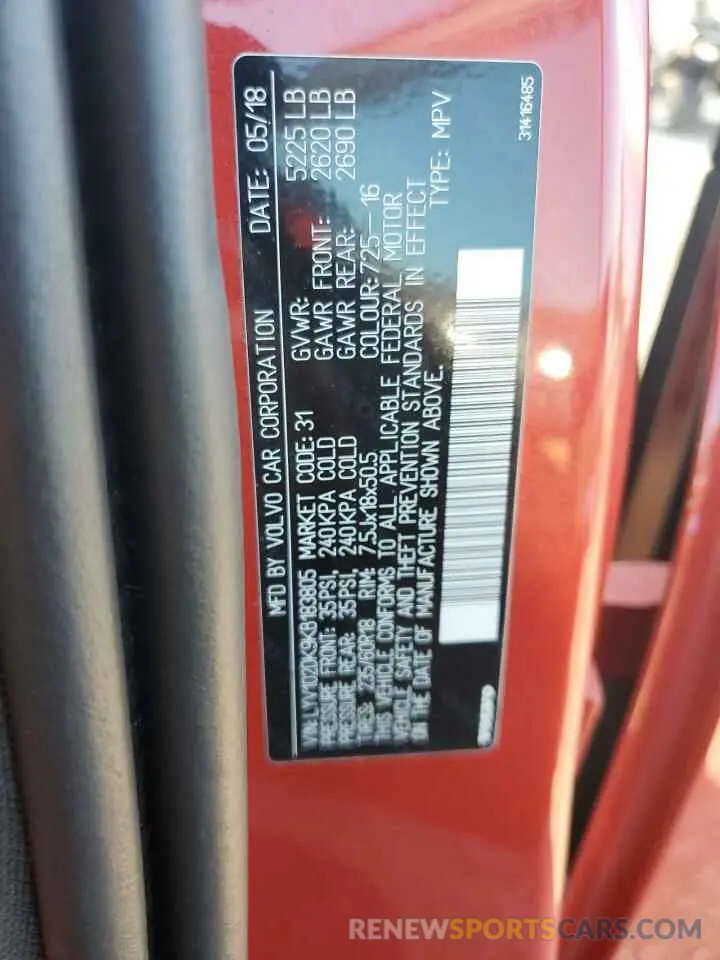 MFD BY VOLVO CAR CORPORATION DATE: 05/18
VIN: LYV102DK9KB183805 MARKET CODE: 31 GVWR: 5225 LB
PRESSURE FRONT: 35PSI, 240KPA COLD GAWR FRONT: 2620 LB
PRESSURE REAR: 35PSI, 240KPA COLD GAWR REAR: 2690 LB
TIRES: 235/60R18 RIM: 7.5Jx18x50.5 COLOUR: 725--16
THIS VEHICLE CONFORMS TO ALL APPLICABLE FEDERAL MOTOR
VEHICLE SAFETY AND THEFT PREVENTION STANDARDS IN EFFECT
ON THE DATE OF MANUFACTURE SHOWN ABOVE. TYPE: MPV
VOLVO
31416485
RENEWSPORTSCARS.COM